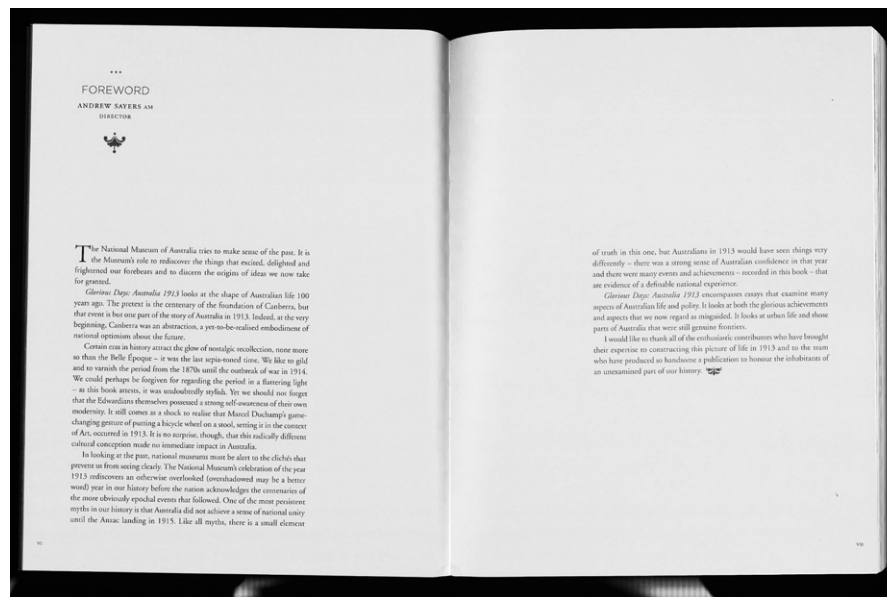 •••
FOREWORD
ANDREW SAYERS AM
DIRECTOR
The National Museum of Australia tries to make sense of the past. It is
the Museum's role to rediscover the things that excited, delighted and
frightened our forebears and to discern the origins of ideas we now take
for granted.
Glorious Days: Australia 1913 looks at the shape of Australian life 100
years ago. The pretext is the centenary of the foundation of Canberra, but
that event is but one part of the story of Australia in 1913. Indeed, at the very
beginning, Canberra was an abstraction, a yet-to-be-realised embodiment of
national optimism about the future.
Certain eras in history attract the glow of nostalgic recollection, none more
so than the Belle Époque – it was the last sepia-toned time. We like to gild
and to varnish the period from the 1870s until the outbreak of war in 1914.
We could perhaps be forgiven for regarding the period in a flattering light
– as this book attests, it was undoubtedly stylish. Yet we should not forget
that the Edwardians themselves possessed a strong self-awareness of their own
modernity. It still comes as a shock to realise that Marcel Duchamp's game-
changing gesture of putting a bicycle wheel on a stool, setting it in the context
of Art, occurred in 1913. It is no surprise, though, that this radically different
cultural conception made no immediate impact in Australia.
In looking at the past, national museums must be alert to the clichés that
prevent us from seeing clearly. The National Museum's celebration of the year
1913 rediscovers an otherwise overlooked (overshadowed may be a better
word) year in our history before the nation acknowledges the centenaries of
the more obviously epochal events that followed. One of the most persistent
myths in our history is that Australia did not achieve a sense of national unity
until the Anzac landing in 1915. Like all myths, there is a small element
of truth in this one, but Australians in 1913 would have seen things very
differently – there was a strong sense of Australian confidence in that year
and there were many events and achievements – recorded in this book – that
are evidence of a definable national experience.
Glorious Days: Australia 1913 encompasses essays that examine many
aspects of Australian life and polity. It looks at both the glorious achievements
and aspects that we now regard as misguided. It looks at urban life and those
parts of Australia that were still genuine frontiers.
I would like to thank all of the enthusiastic contributors who have brought
their expertise to constructing this picture of life in 1913 and to the team
who have produced so handsome a publication to honour the inhabitants of
an unexamined part of our history.